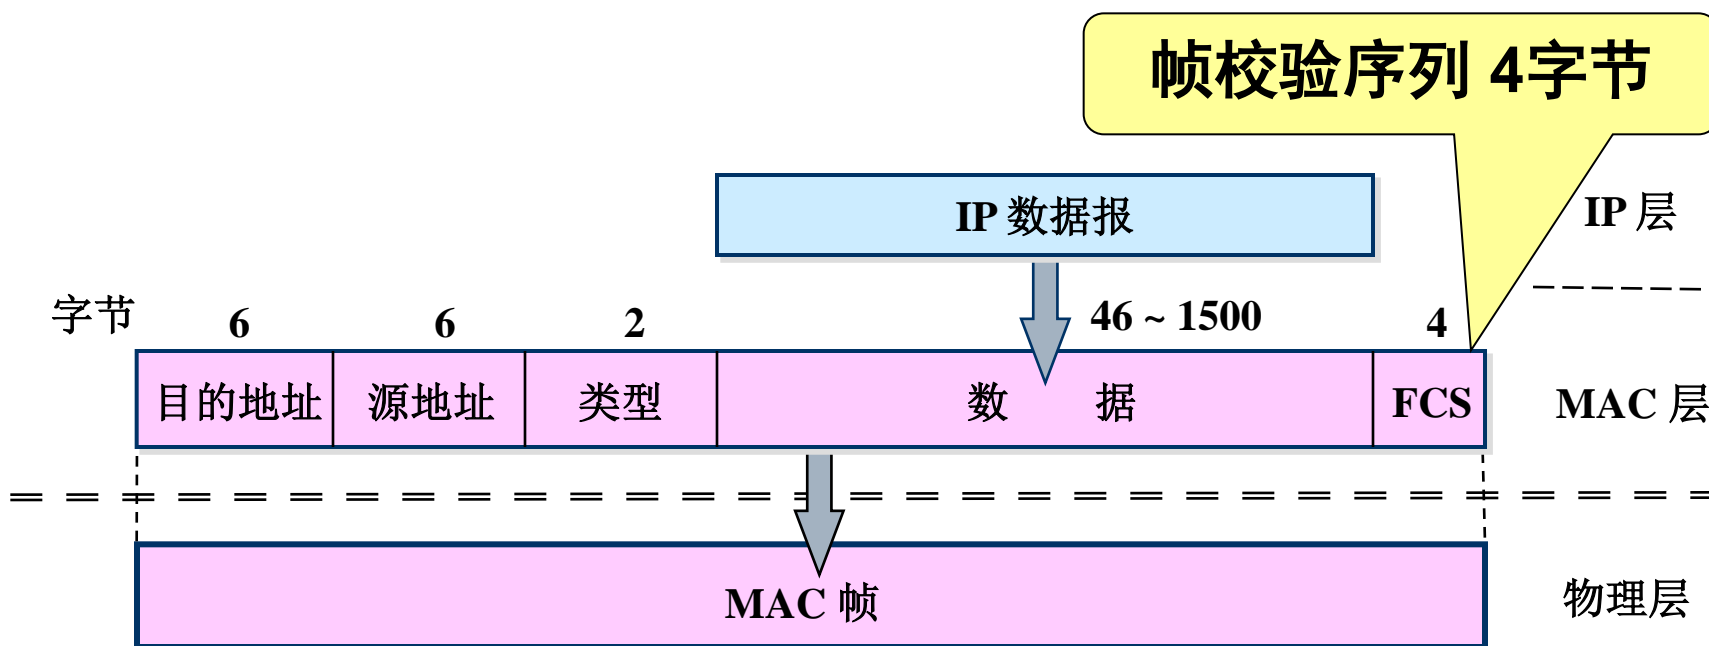 帧校验序列 4字节
IP 数据报
IP 层
字节 6 6 2 46 ~ 1500 4
目的地址 源地址 类型 数 据 FCS MAC 层
MAC 帧 物理层